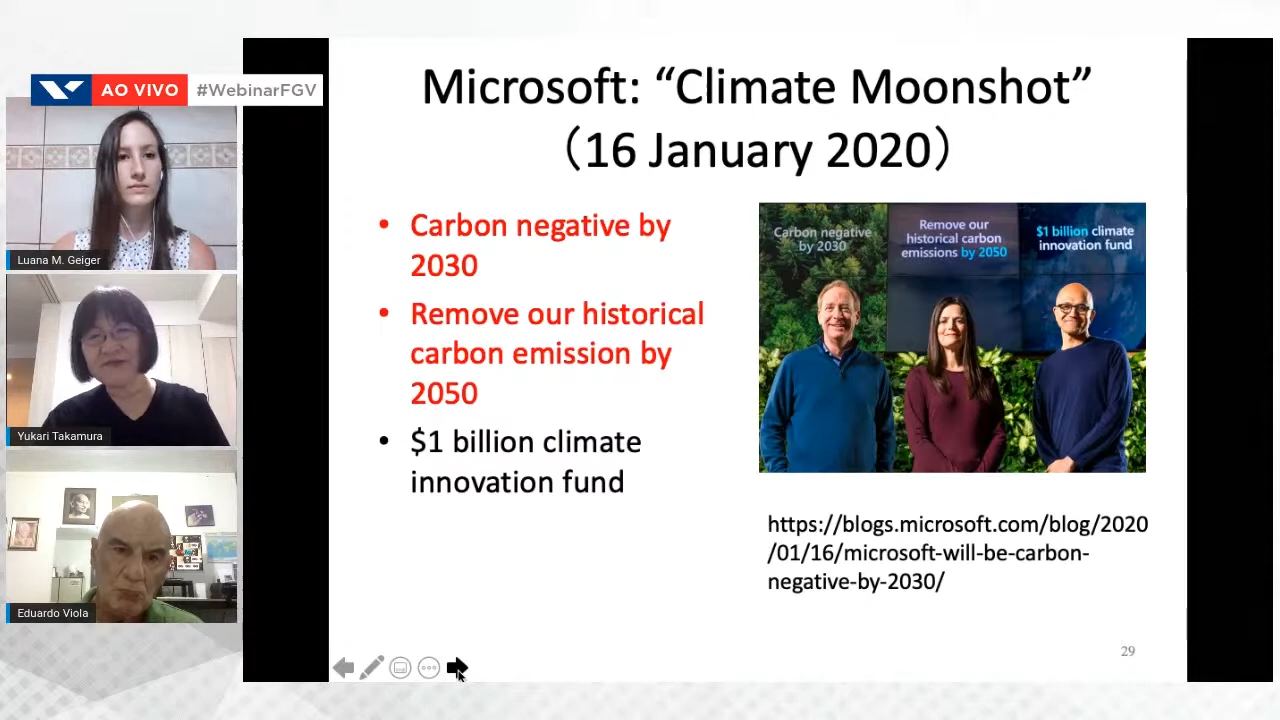 AO VIVO #WebinarFGV
Luana M. Geiger
Yukari Takamura
Eduardo Viola
Microsoft: “Climate Moonshot”
（16 January 2020）
• Carbon negative by
2030
• Remove our historical
carbon emission by
2050
• $1 billion climate
innovation fund
Carbon negative
by 2030
Remove our
historical carbon
emissions by 2050
$1 billion climate
innovation fund
https://blogs.microsoft.com/blog/2020
/01/16/microsoft-will-be-carbon-
negative-by-2030/
29